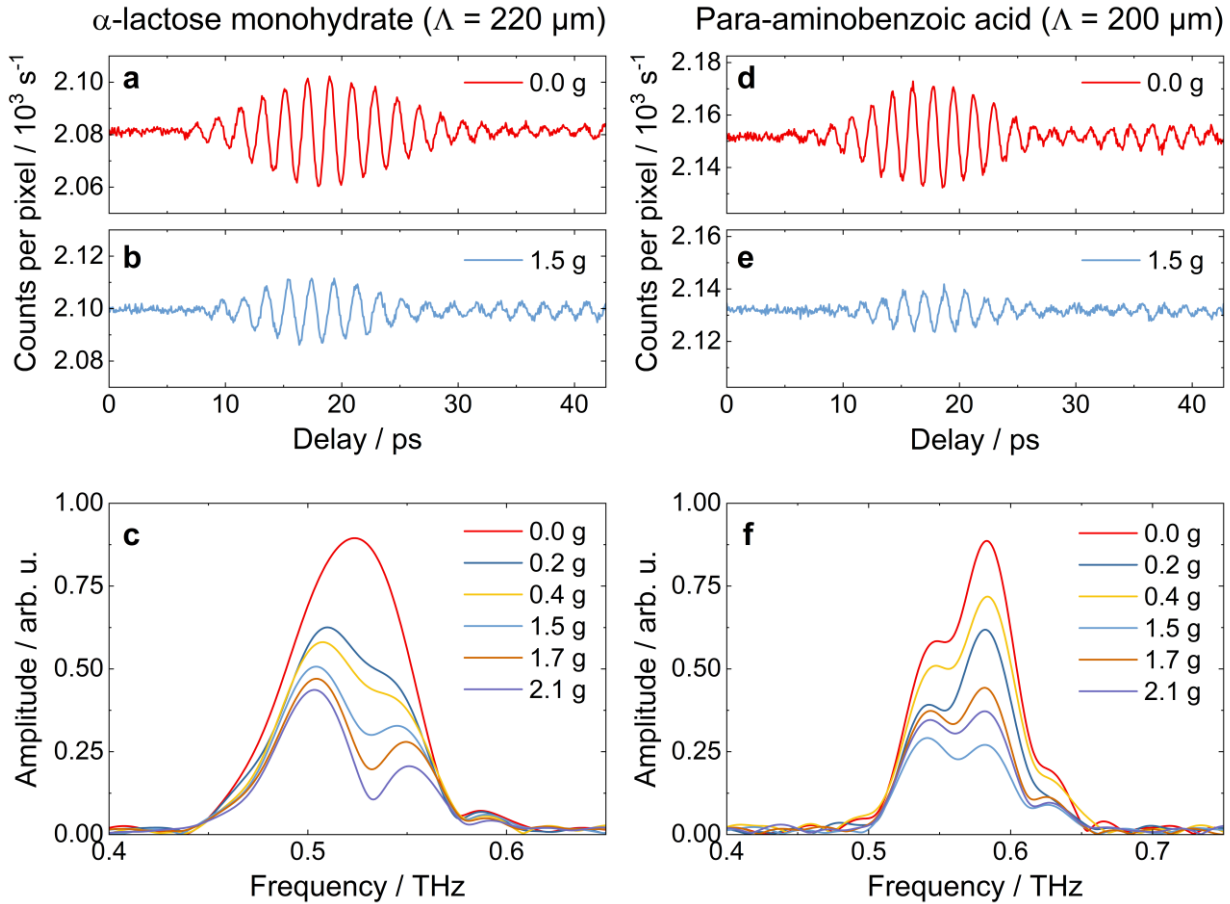 α-lactose monohydrate (Λ = 220 µm)
Para-aminobenzoic acid (Λ = 200 µm)
a
0.0 g
2.10
2.08
2.06
b
1.5 g
2.12
2.10
2.08
Counts per pixel / 10³ s⁻¹
0 10 20 30 40
Delay / ps
d
0.0 g
2.18
2.16
2.14
e
1.5 g
2.16
2.14
2.12
Counts per pixel / 10³ s⁻¹
0 10 20 30 40
Delay / ps
c
0.0 g
0.2 g
0.4 g
1.5 g
1.7 g
2.1 g
1.00
0.75
0.50
0.25
0.00
Amplitude / arb. u.
0.4 0.5 0.6
Frequency / THz
f
0.0 g
0.2 g
0.4 g
1.5 g
1.7 g
2.1 g
1.00
0.75
0.50
0.25
0.00
Amplitude / arb. u.
0.4 0.5 0.6 0.7
Frequency / THz